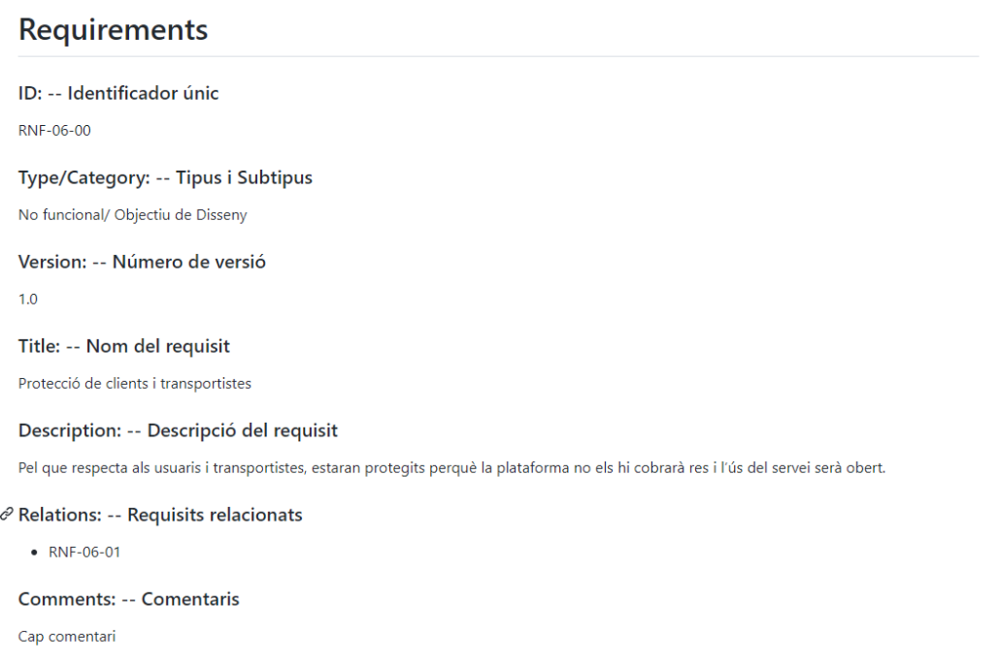 Requirements
ID: -- Identificador únic
RNF-06-00
Type/Category: -- Tipus i Subtipus
No funcional/ Objectiu de Disseny
Version: -- Número de versió
1.0
Title: -- Nom del requisit
Protecció de clients i transportistes
Description: -- Descripció del requisit
Pel que respecta als usuaris i transportistes, estaran protegits perquè la plataforma no els hi cobrarà res i l'ús del servei serà obert.
Relations: -- Requisits relacionats
• RNF-06-01
Comments: -- Comentaris
Cap comentari